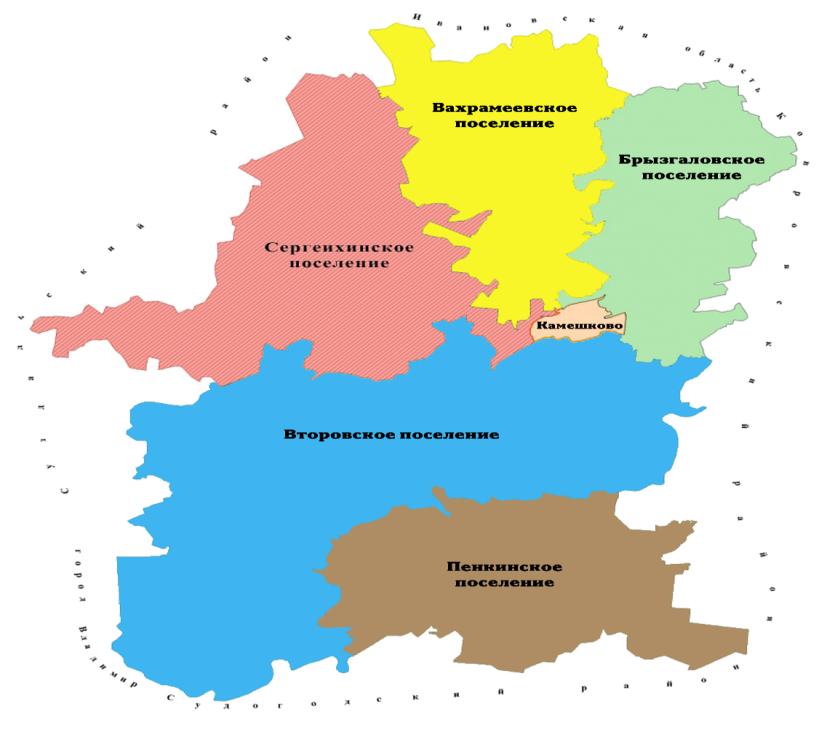 Ивановская область
Ковровский район
Суздальский район
город Владимир
Судогодский район
Вахрамеевское
поселение
Брызгаловское
поселение
Сергеихинское
поселение
Камешково
Второвское поселение
Пенкинское
поселение